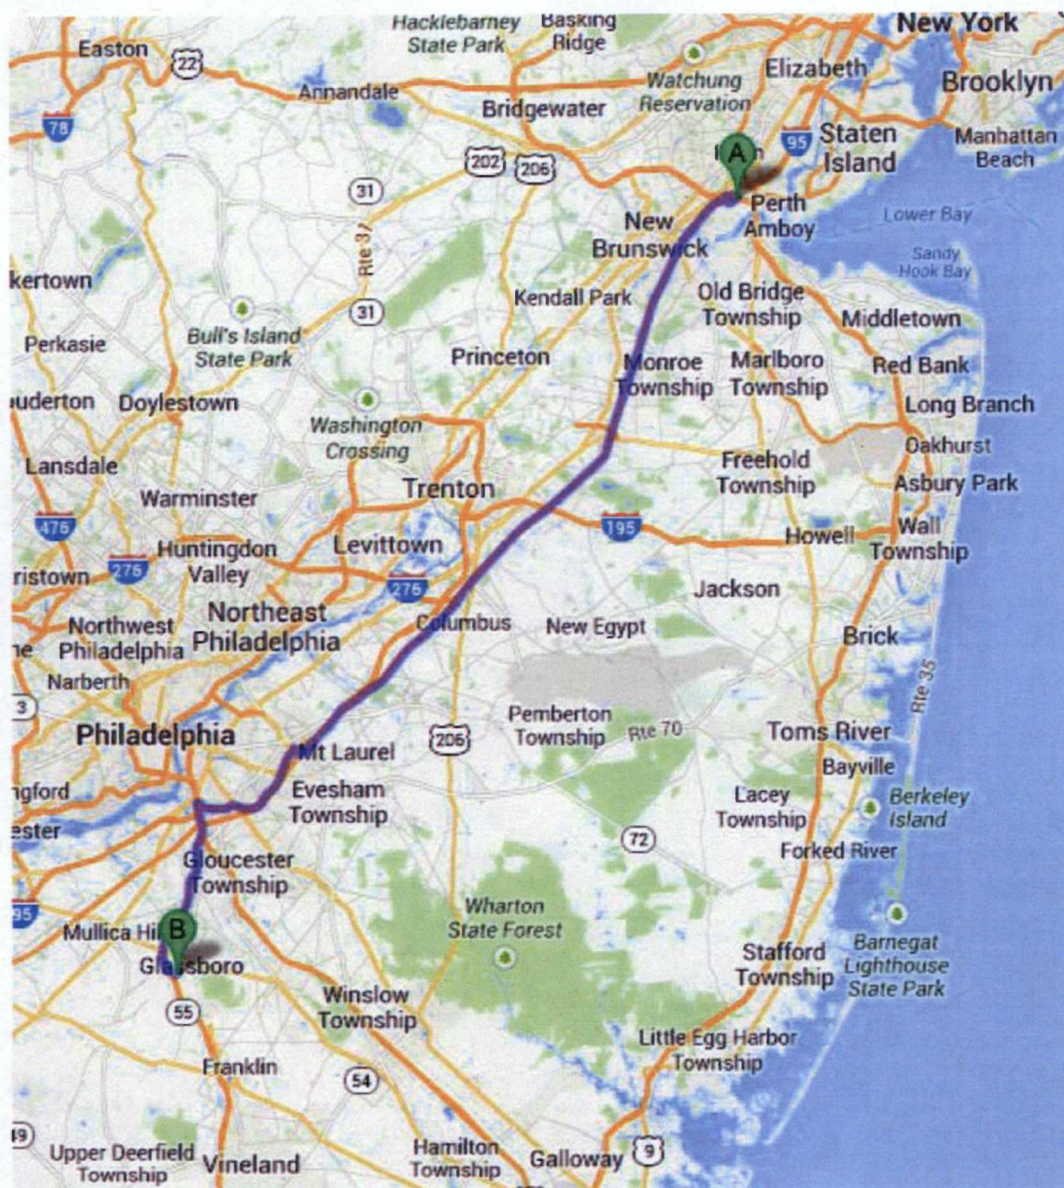 Hacklebarney
State Park
Basking
Ridge
New York
Easton
22
Elizabeth
Watchung
Reservation
Brooklyn
Annandale
Bridgewater
78
95
Staten
Island
Manhattan
Beach
A
202
206
31
Perth
Amboy
Lower Bay
New
Brunswick
Rte 31
Sandy
Hook Bay
kertown
Kendall Park
Old Bridge
Township
31
Middletown
Bull's Island
State Park
Perkasie
Princeton
Monroe
Township
Marlboro
Township
Red Bank
uderton
Doylestown
Long Branch
Washington
Crossing
Oakhurst
Lansdale
Freehold
Township
Asbury Park
Warminster
Trenton
476
195
Howell
Wall
Township
Huntingdon
Valley
Levittown
276
276
ristown
Jackson
Northeast
Philadelphia
Columbus
New Egypt
Northwest
Philadelphia
Brick
ne
Narberth
Rte 35
3
Pemberton
Township
Rte 70
Philadelphia
206
Toms River
Mt Laurel
Bayville
ngford
Evesham
Township
Lacey
Township
Berkeley
Island
ester
72
Forked River
Gloucester
Township
95
Wharton
State Forest
Mullica Hil
B
Stafford
Township
Barnegat
Lighthouse
State Park
Glassboro
55
Winslow
Township
Little Egg Harbor
Township
Franklin
54
49
Upper Deerfield
Township
Vineland
Hamilton
Township
Galloway
9